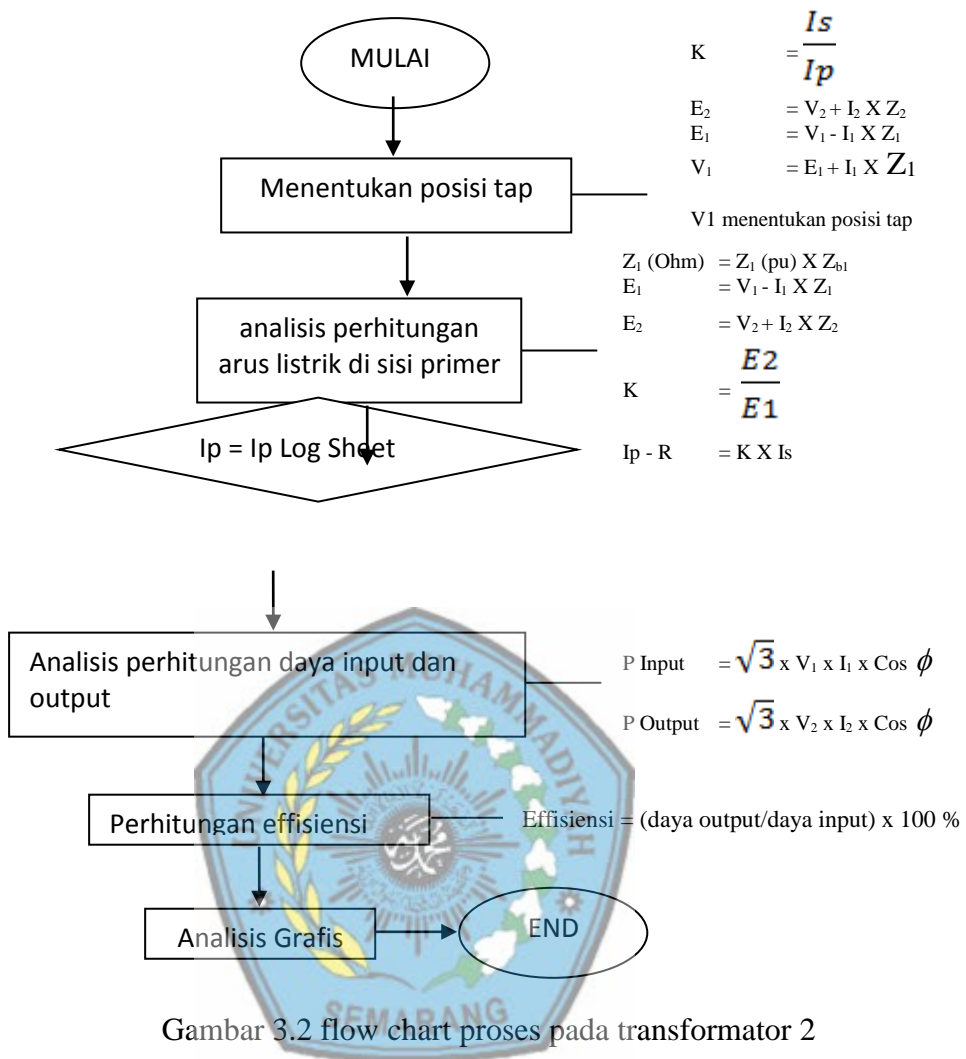 MULAI
K = Is/Ip
E₂ = V₂ + I₂ X Z₂
E₁ = V₁ - I₁ X Z₁
V₁ = E₁ + I₁ X Z₁
Menentukan posisi tap
V1 menentukan posisi tap
Z₁ (Ohm) = Z₁ (pu) X Z_b1
E₁ = V₁ - I₁ X Z₁
analisis perhitungan
arus listrik di sisi primer
E₂ = V₂ + I₂ X Z₂
K = E2/E1
Ip = Ip Log Sheet
Ip - R = K X Is
Analisis perhitungan daya input dan
output
P Input = √3 x V₁ x I₁ x Cos ϕ
P Output = √3 x V₂ x I₂ x Cos ϕ
Perhitungan effisiensi
Effisiensi = (daya output/daya input) x 100 %
Analisis Grafis
END
UNIVERSITAS MUHAMMADIYAH
SEMARANG
Gambar 3.2 flow chart proses pada transformator 2